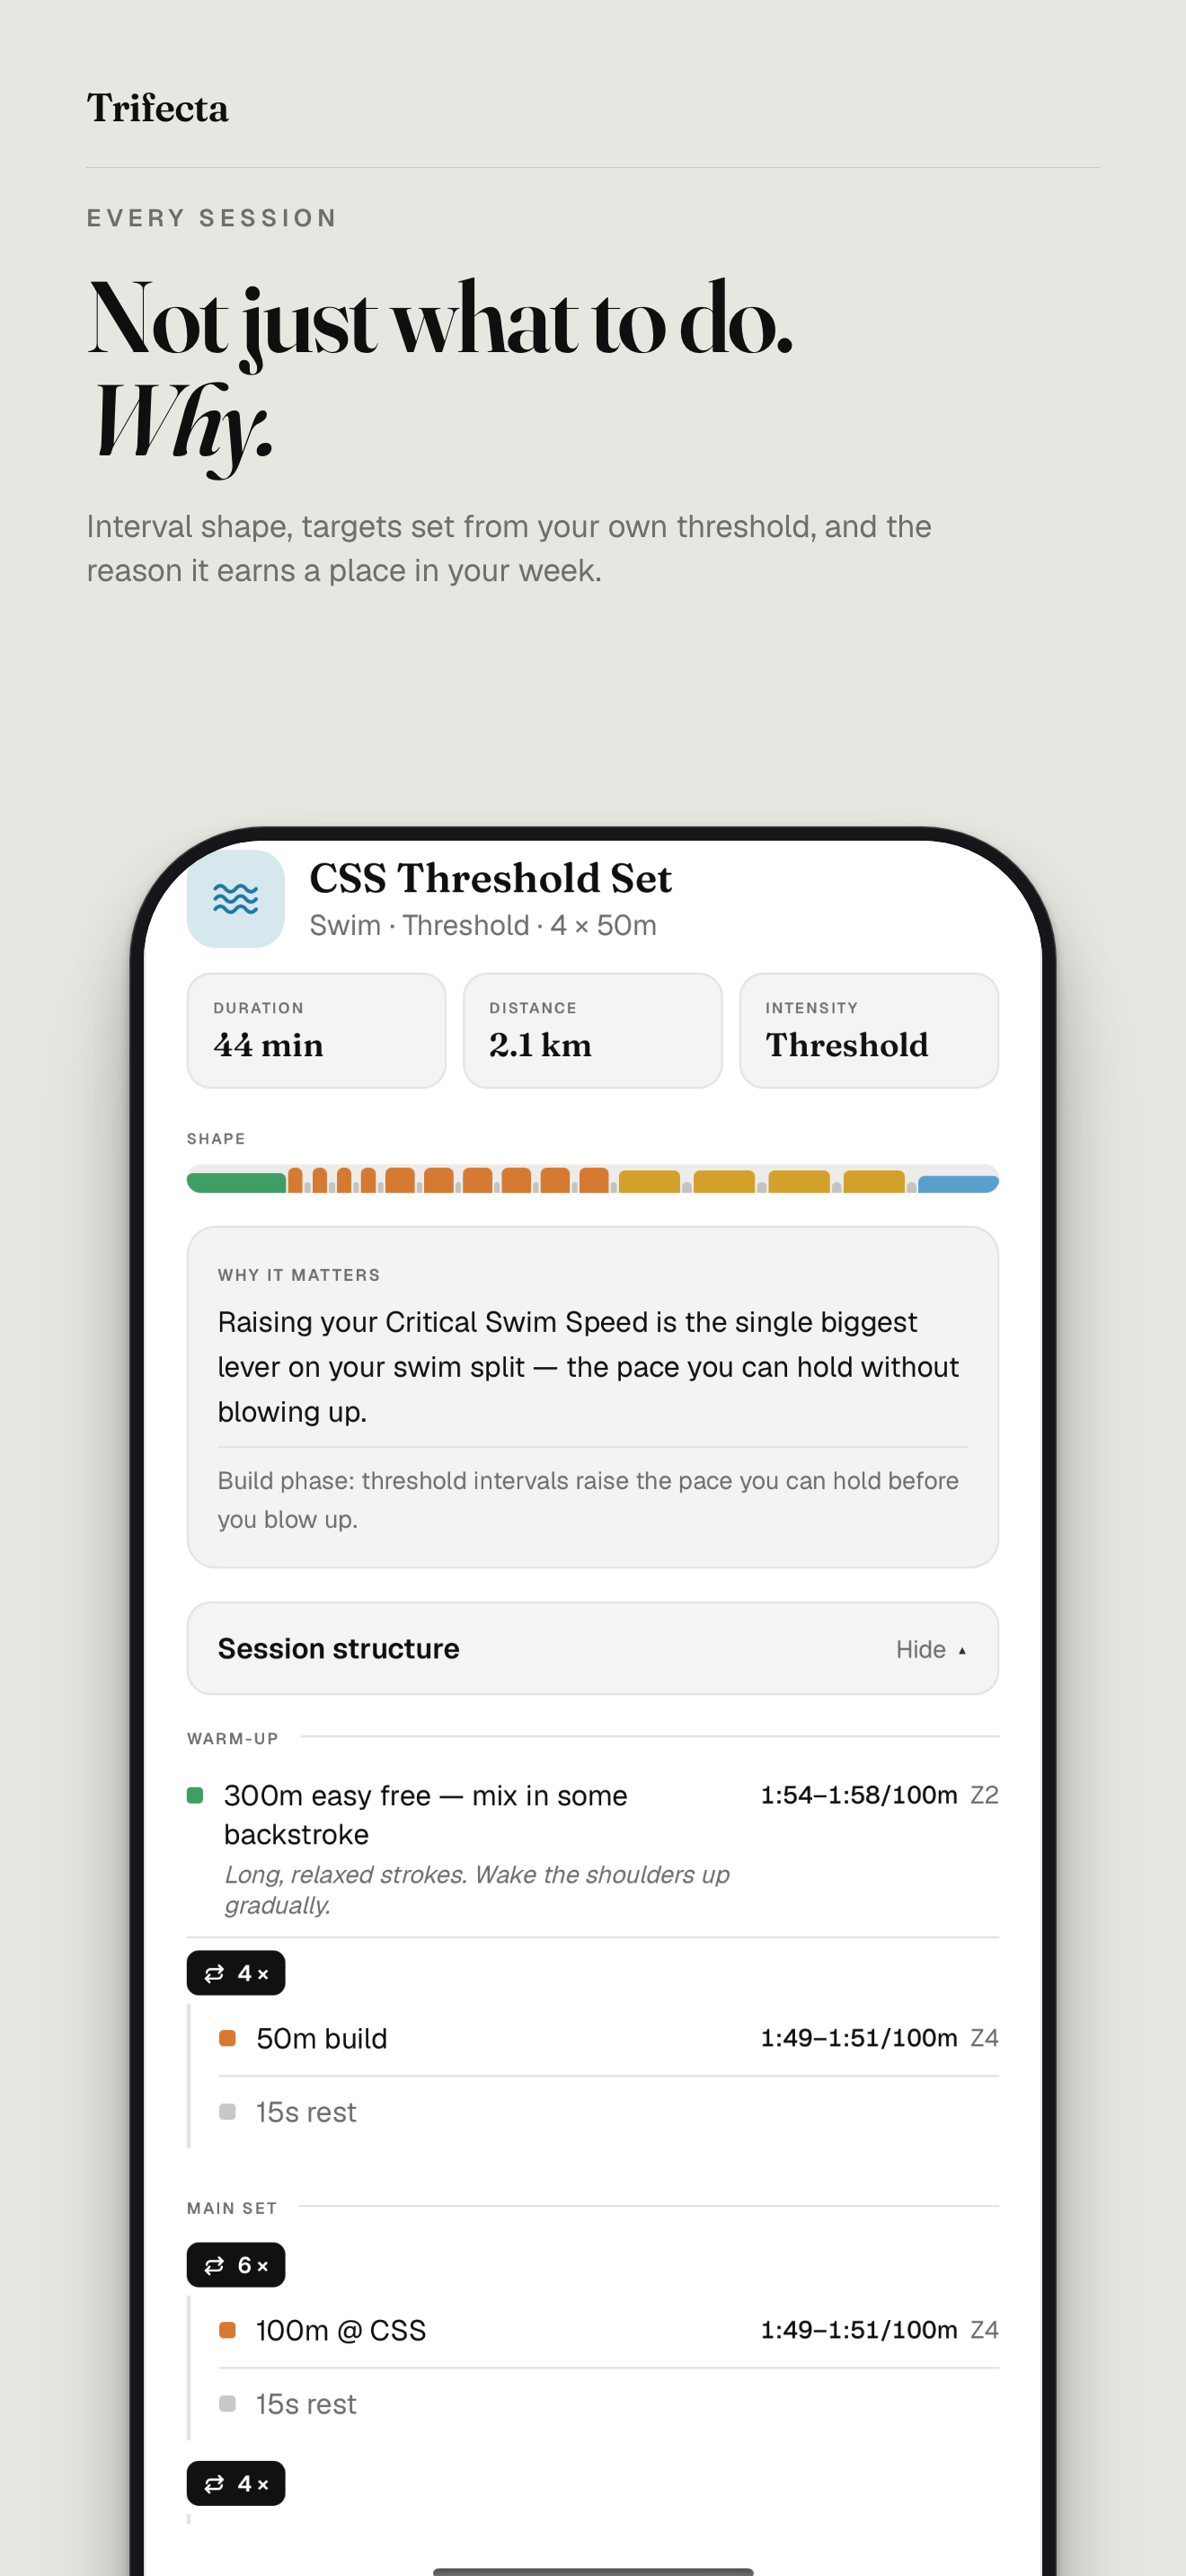 Trifecta
EVERY SESSION
Not just what to do.
Why.
Interval shape, targets set from your own threshold, and the
reason it earns a place in your week.
CSS Threshold Set
Swim · Threshold · 4 × 50m
DURATION
44 min
DISTANCE
2.1 km
INTENSITY
Threshold
SHAPE
WHY IT MATTERS
Raising your Critical Swim Speed is the single biggest
lever on your swim split — the pace you can hold without
blowing up.
Build phase: threshold intervals raise the pace you can hold before
you blow up.
Session structure
Hide ▲
WARM-UP
300m easy free — mix in some
backstroke
1:54–1:58/100m Z2
Long, relaxed strokes. Wake the shoulders up
gradually.
4 ×
50m build
1:49–1:51/100m Z4
15s rest
MAIN SET
6 ×
100m @ CSS
1:49–1:51/100m Z4
15s rest
4 ×